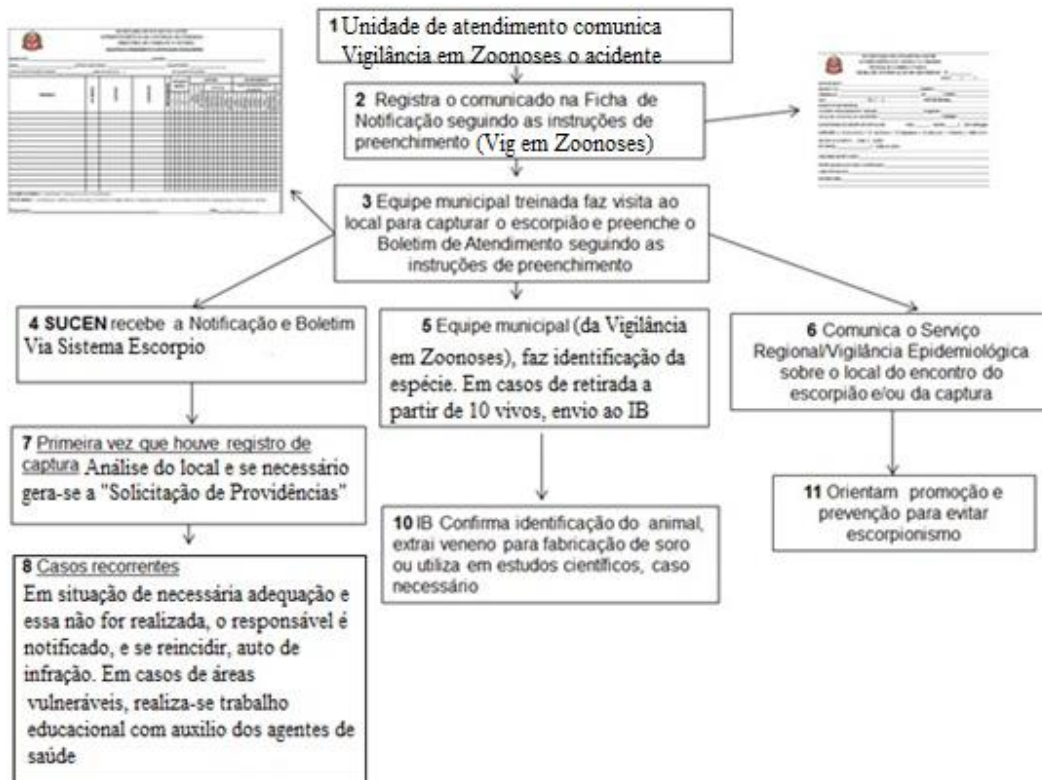 1 Unidade de atendimento comunica
Vigilância em Zoonoses o acidente
2 Registra o comunicado na Ficha de
Notificação seguindo as instruções de
preenchimento (Vig em Zoonoses)
3 Equipe municipal treinada faz visita ao
local para capturar o escorpião e preenche o
Boletim de Atendimento seguindo as
instruções de preenchimento
4 SUCEN recebe a Notificação e Boletim
Via Sistema Escorpio
5 Equipe municipal (da Vigilância
em Zoonoses), faz identificação da
espécie. Em casos de retirada a
partir de 10 vivos, envio ao IB
6 Comunica o Serviço
Regional/Vigilância Epidemiológica
sobre o local do encontro do
escorpião e/ou da captura
7 Primeira vez que houve registro de
captura Análise do local e se necessário
gera-se a "Solicitação de Providências"
10 IB Confirma identificação do animal,
extrai veneno para fabricação de soro
ou utiliza em estudos científicos, caso
necessário
11 Orientam promoção e
prevenção para evitar
escorpionismo
8 Casos recorrentes
Em situação de necessária adequação e
essa não for realizada, o responsável é
notificado, e se reincidir, auto de
infração. Em casos de áreas
vulneráveis, realiza-se trabalho
educacional com auxilio dos agentes de
saúde